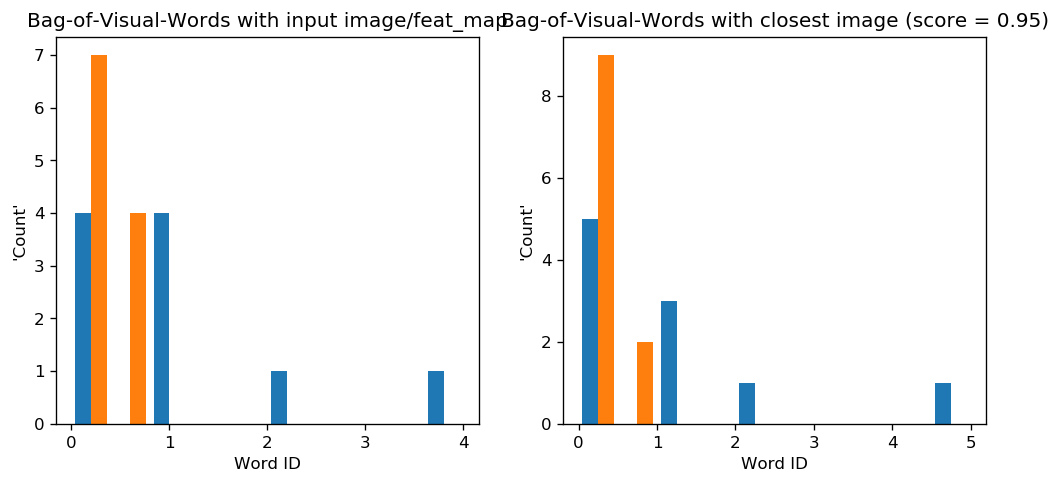 Bag-of-Visual-Words with input image/feat_map
7
6
5
4
3
2
1
0
'Count'
0 1 2 3 4
Word ID
Bag-of-Visual-Words with closest image (score = 0.95)
8
6
4
2
0
'Count'
0 1 2 3 4 5
Word ID